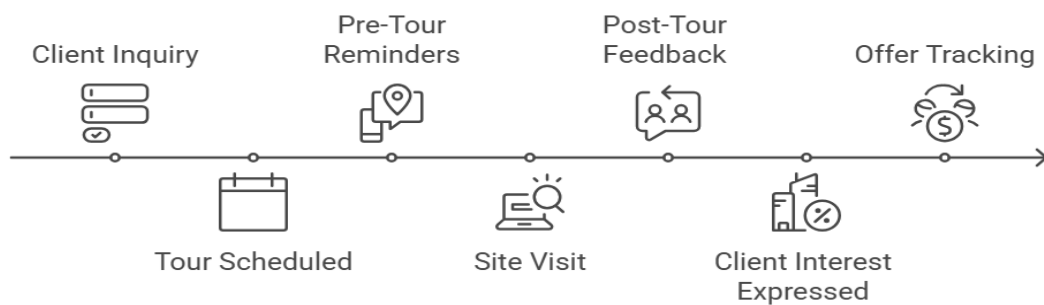 Client Inquiry
Tour Scheduled
Pre-Tour
Reminders
Site Visit
Post-Tour
Feedback
Client Interest
Expressed
Offer Tracking
$
%